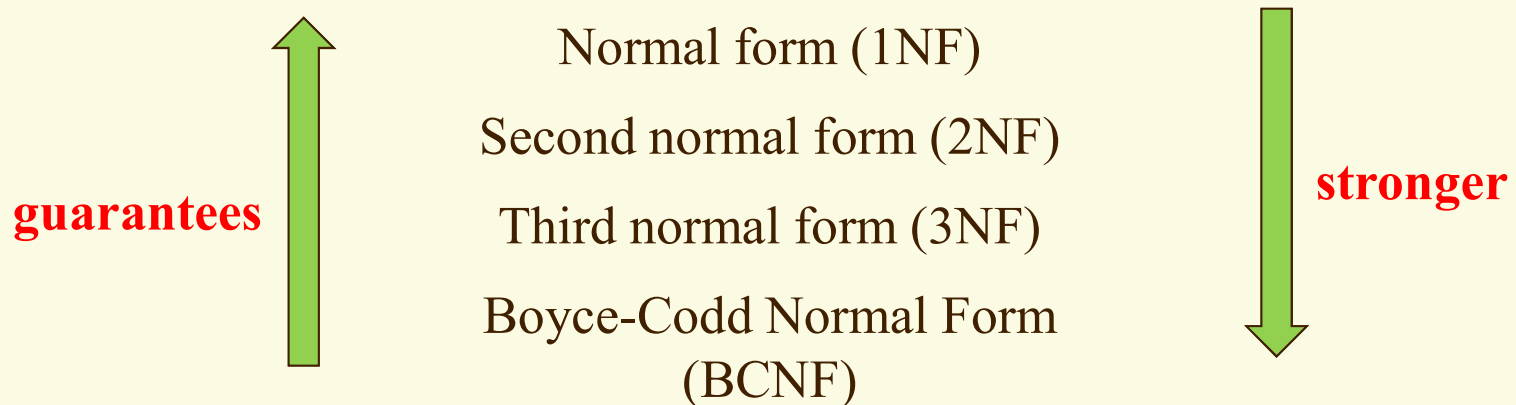 Normal form (1NF)
Second normal form (2NF)
stronger
guarantees
Third normal form (3NF)
Boyce-Codd Normal Form
(BCNF)